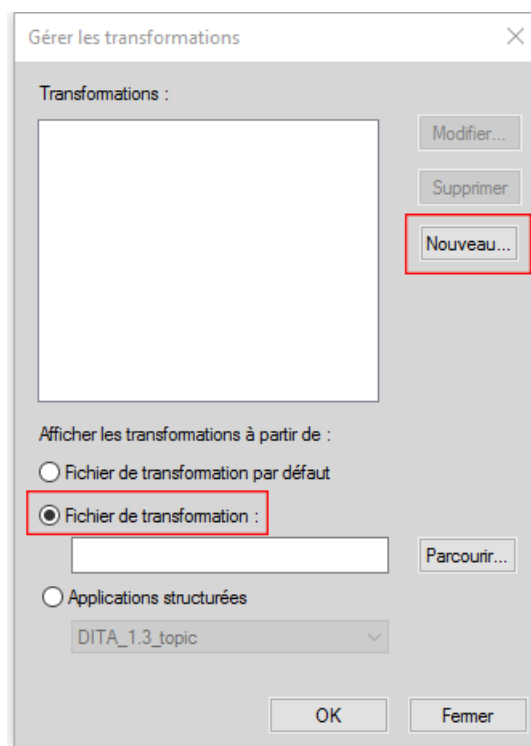 Gérer les transformations
Transformations :
Modifier...
Supprimer
Nouveau...
Afficher les transformations à partir de :
Fichier de transformation par défaut
Fichier de transformation :
Parcourir...
Applications structurées
DITA_1.3_topic
OK
Fermer